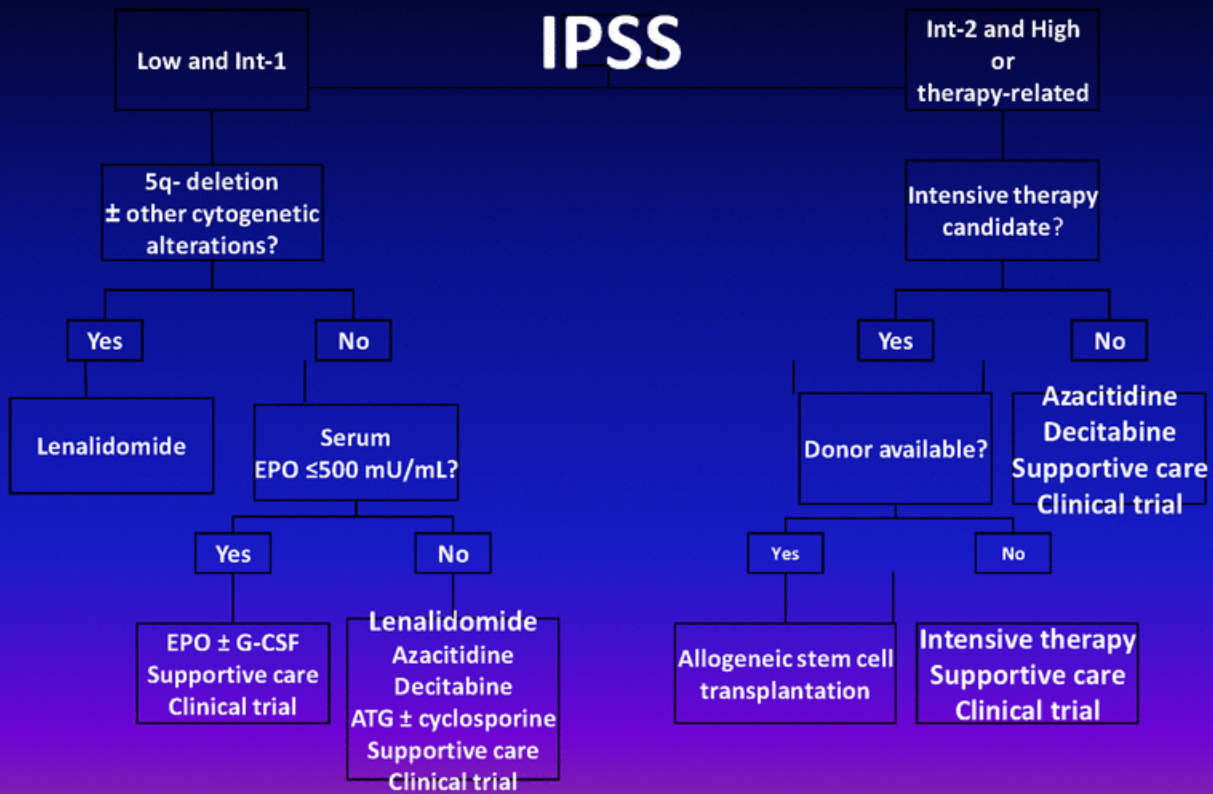 IPSS
Low and Int-1
Int-2 and High
or
therapy-related
5q- deletion
± other cytogenetic
alterations?
Intensive therapy
candidate?
Yes
No
Yes
No
Lenalidomide
Serum
EPO ≤500 mU/mL?
Donor available?
Azacitidine
Decitabine
Supportive care
Clinical trial
Yes
No
Yes
No
EPO ± G-CSF
Supportive care
Clinical trial
Lenalidomide
Azacitidine
Decitabine
ATG ± cyclosporine
Supportive care
Clinical trial
Allogeneic stem cell
transplantation
Intensive therapy
Supportive care
Clinical trial